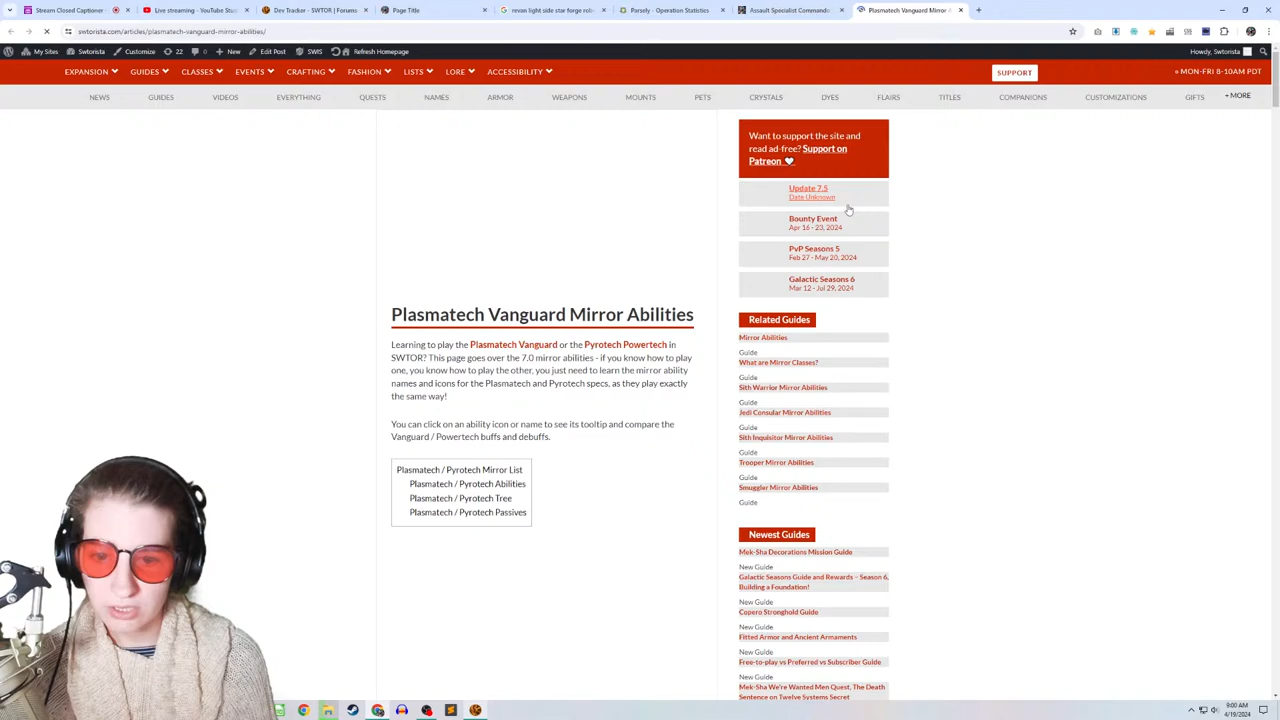 Stream Closed Captioner
Live streaming - YouTube Stud
Dev Tracker - SWTOR | Forums
Page Title
revan light side star forge robe
Parsely - Operation Statistics
Assault Specialist Commando
Plasmatech Vanguard Mirror A
swtorista.com/articles/plasmatech-vanguard-mirror-abilities/
My Sites
Swtorista
Customize
22
0
New
Edit Post
SWIS
Refresh Homepage
Howdy, Swtorista
EXPANSION
GUIDES
CLASSES
EVENTS
CRAFTING
FASHION
LISTS
LORE
ACCESSIBILITY
SUPPORT
MON-FRI 8-10AM PDT
NEWS
GUIDES
VIDEOS
EVERYTHING
QUESTS
NAMES
ARMOR
WEAPONS
MOUNTS
PETS
CRYSTALS
DYES
FLAIRS
TITLES
COMPANIONS
CUSTOMIZATIONS
GIFTS
+ MORE
Plasmatech Vanguard Mirror Abilities
Learning to play the Plasmatech Vanguard or the Pyrotech Powertech in
SWTOR? This page goes over the 7.0 mirror abilities - if you know how to play
one, you know how to play the other, you just need to learn the mirror ability
names and icons for the Plasmatech and Pyrotech specs, as they play exactly
the same way!
You can click on an ability icon or name to see its tooltip and compare the
Vanguard / Powertech buffs and debuffs.
Plasmatech / Pyrotech Mirror List
Plasmatech / Pyrotech Abilities
Plasmatech / Pyrotech Tree
Plasmatech / Pyrotech Passives
Want to support the site and
read ad-free? Support on
Patreon
Update 7.5
Date Unknown
Bounty Event
Apr 16 - 23, 2024
PvP Seasons 5
Feb 27 - May 20, 2024
Galactic Seasons 6
Mar 12 - Jul 29, 2024
Related Guides
Mirror Abilities
Guide
What are Mirror Classes?
Guide
Sith Warrior Mirror Abilities
Guide
Jedi Consular Mirror Abilities
Guide
Sith Inquisitor Mirror Abilities
Guide
Trooper Mirror Abilities
Guide
Smuggler Mirror Abilities
Guide
Newest Guides
Mek-Sha Decorations Mission Guide
New Guide
Galactic Seasons Guide and Rewards – Season 6,
Building a Foundation!
New Guide
Copero Stronghold Guide
New Guide
Fitted Armor and Ancient Armaments
New Guide
Free-to-play vs Preferred vs Subscriber Guide
New Guide
Mek-Sha We're Wanted Men Quest, The Death
Sentence on Twelve Systems Secret
9:00 AM
4/19/2024